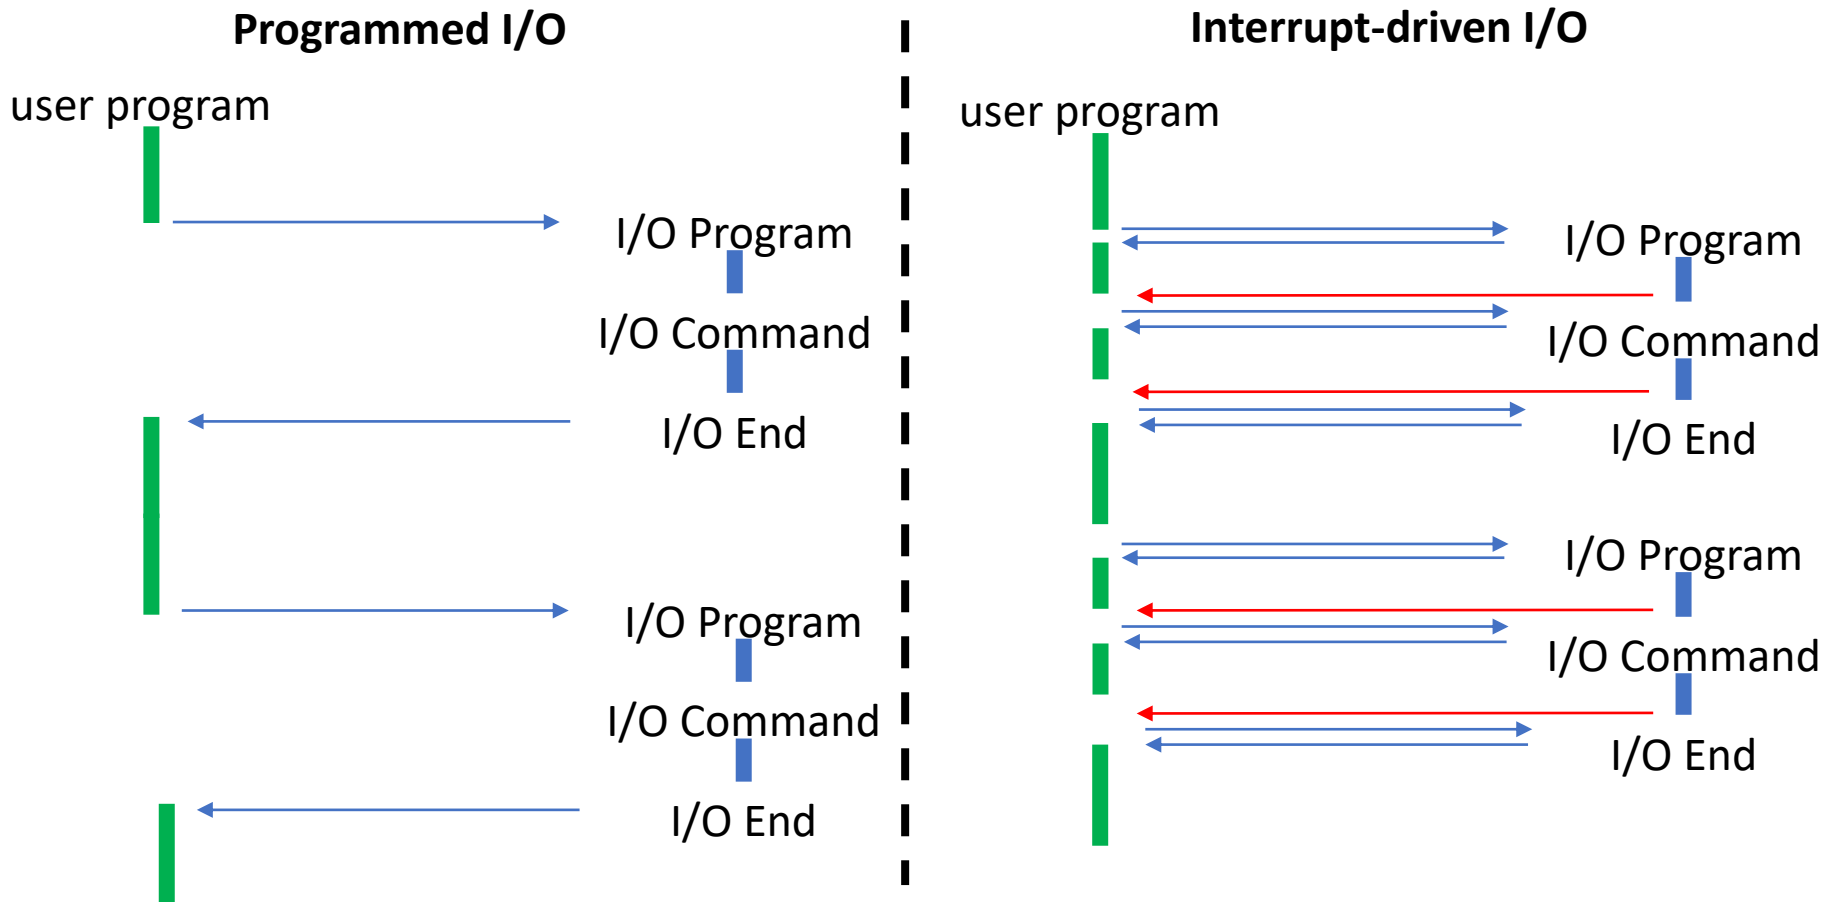 Programmed I/O
user program
I/O Program
I/O Command
I/O End
I/O Program
I/O Command
I/O End
Interrupt-driven I/O
user program
I/O Program
I/O Command
I/O End
I/O Program
I/O Command
I/O End